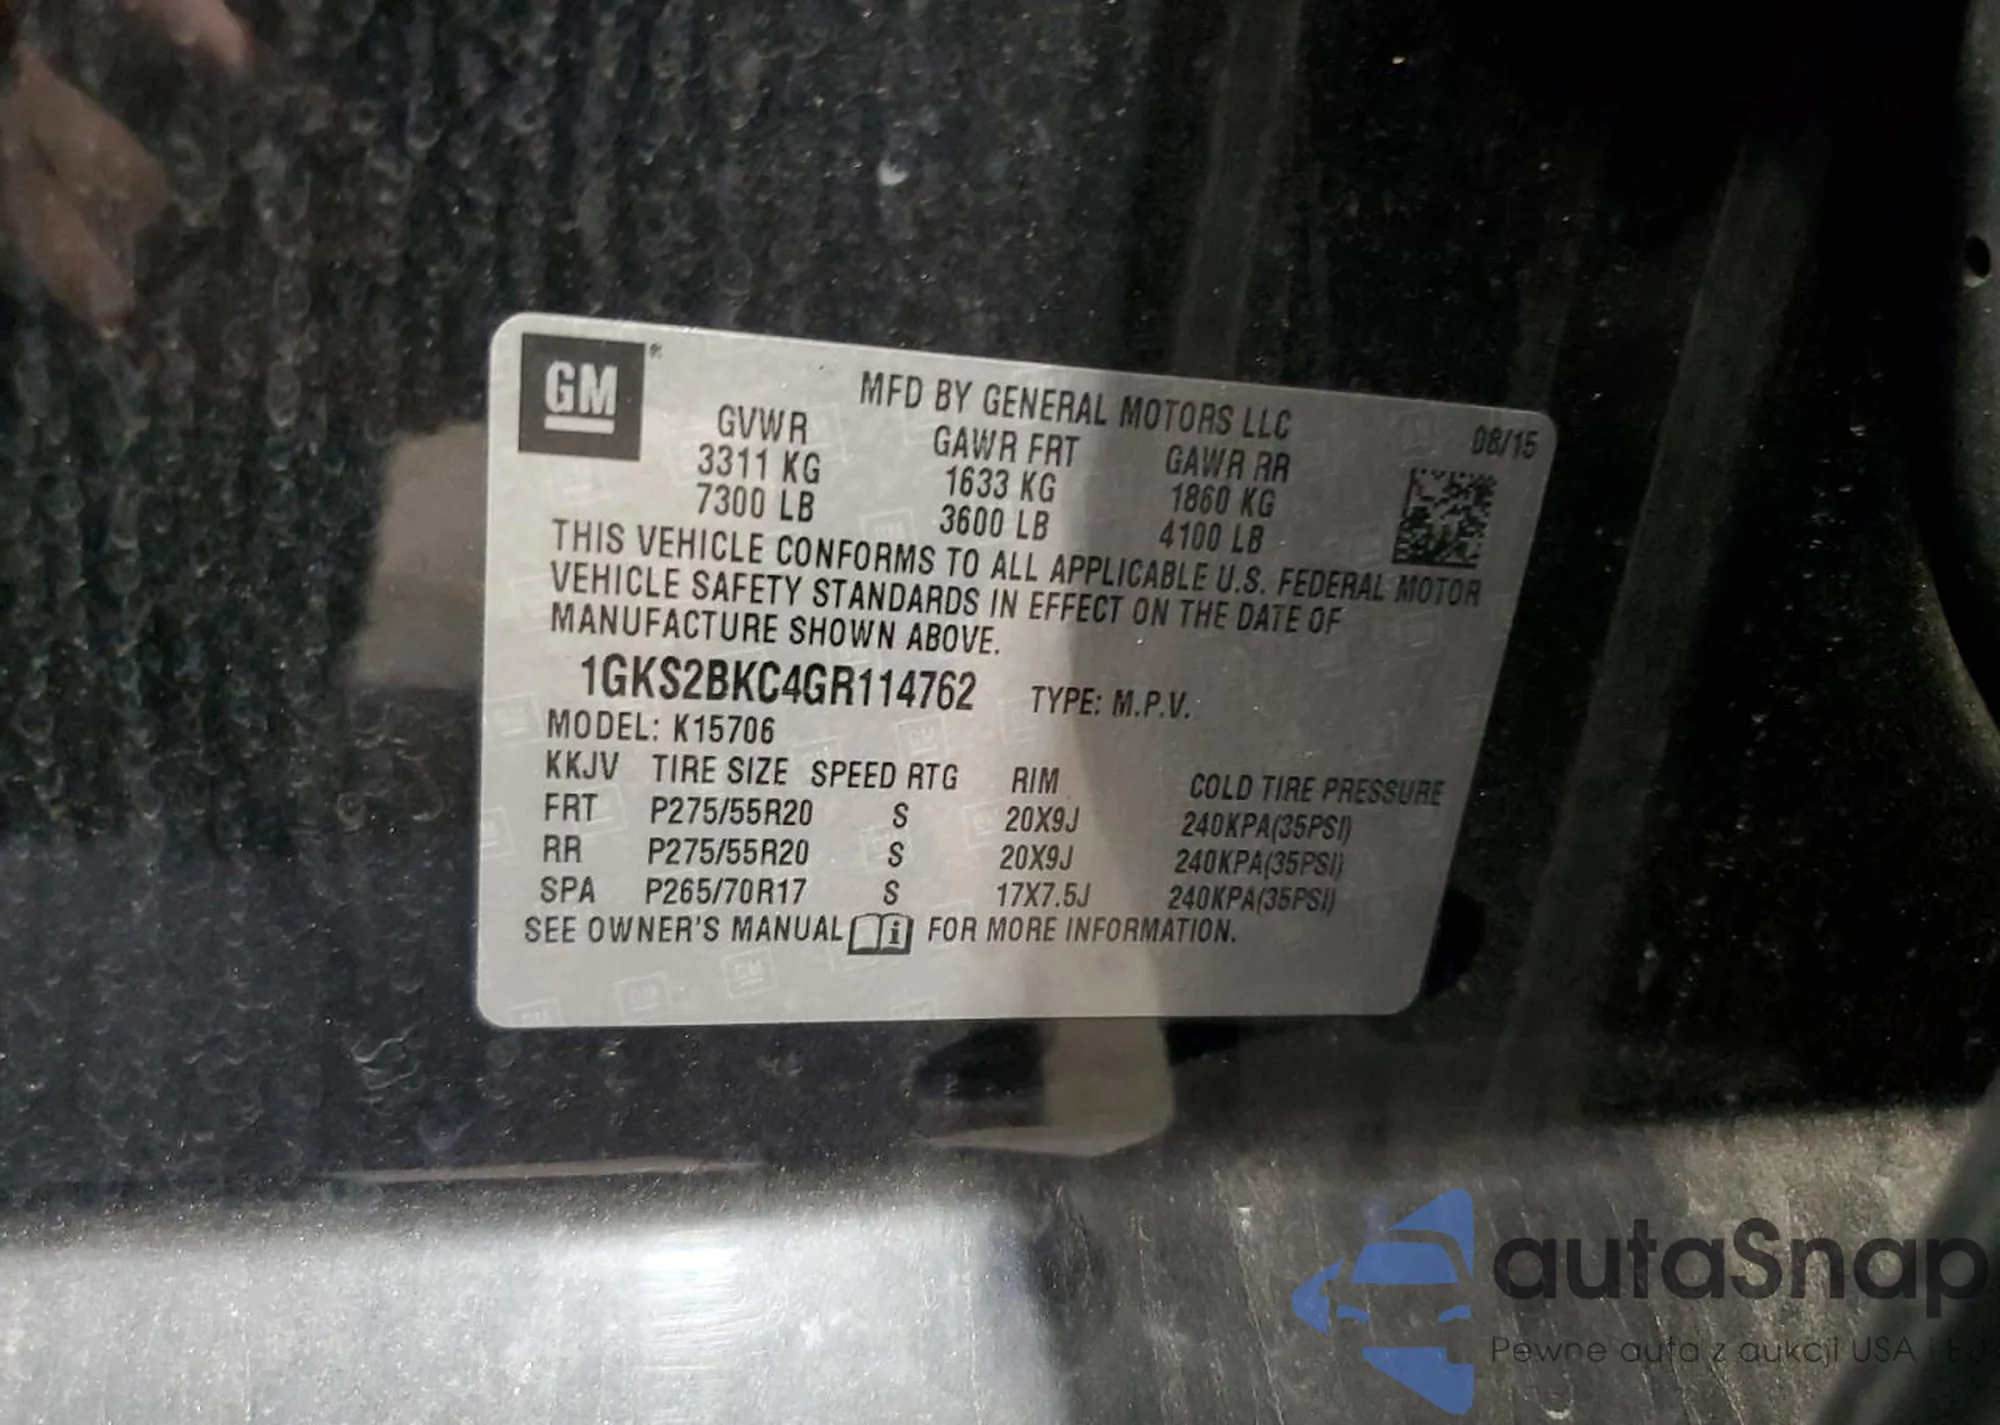 GM ®
MFD BY GENERAL MOTORS LLC
08/15
GVWR GAWR FRT GAWR RR
3311 KG 1633 KG 1860 KG
7300 LB 3600 LB 4100 LB
THIS VEHICLE CONFORMS TO ALL APPLICABLE U.S. FEDERAL MOTOR
VEHICLE SAFETY STANDARDS IN EFFECT ON THE DATE OF
MANUFACTURE SHOWN ABOVE.
1GKS2BKC4GR114762 TYPE: M.P.V.
MODEL: K15706
KKJV TIRE SIZE SPEED RTG RIM COLD TIRE PRESSURE
FRT P275/55R20 S 20X9J 240KPA(35PSI)
RR P275/55R20 S 20X9J 240KPA(35PSI)
SPA P265/70R17 S 17X7.5J 240KPA(35PSI)
SEE OWNER'S MANUAL i FOR MORE INFORMATION.
autaSnap
Pewne auta z aukcji USA i